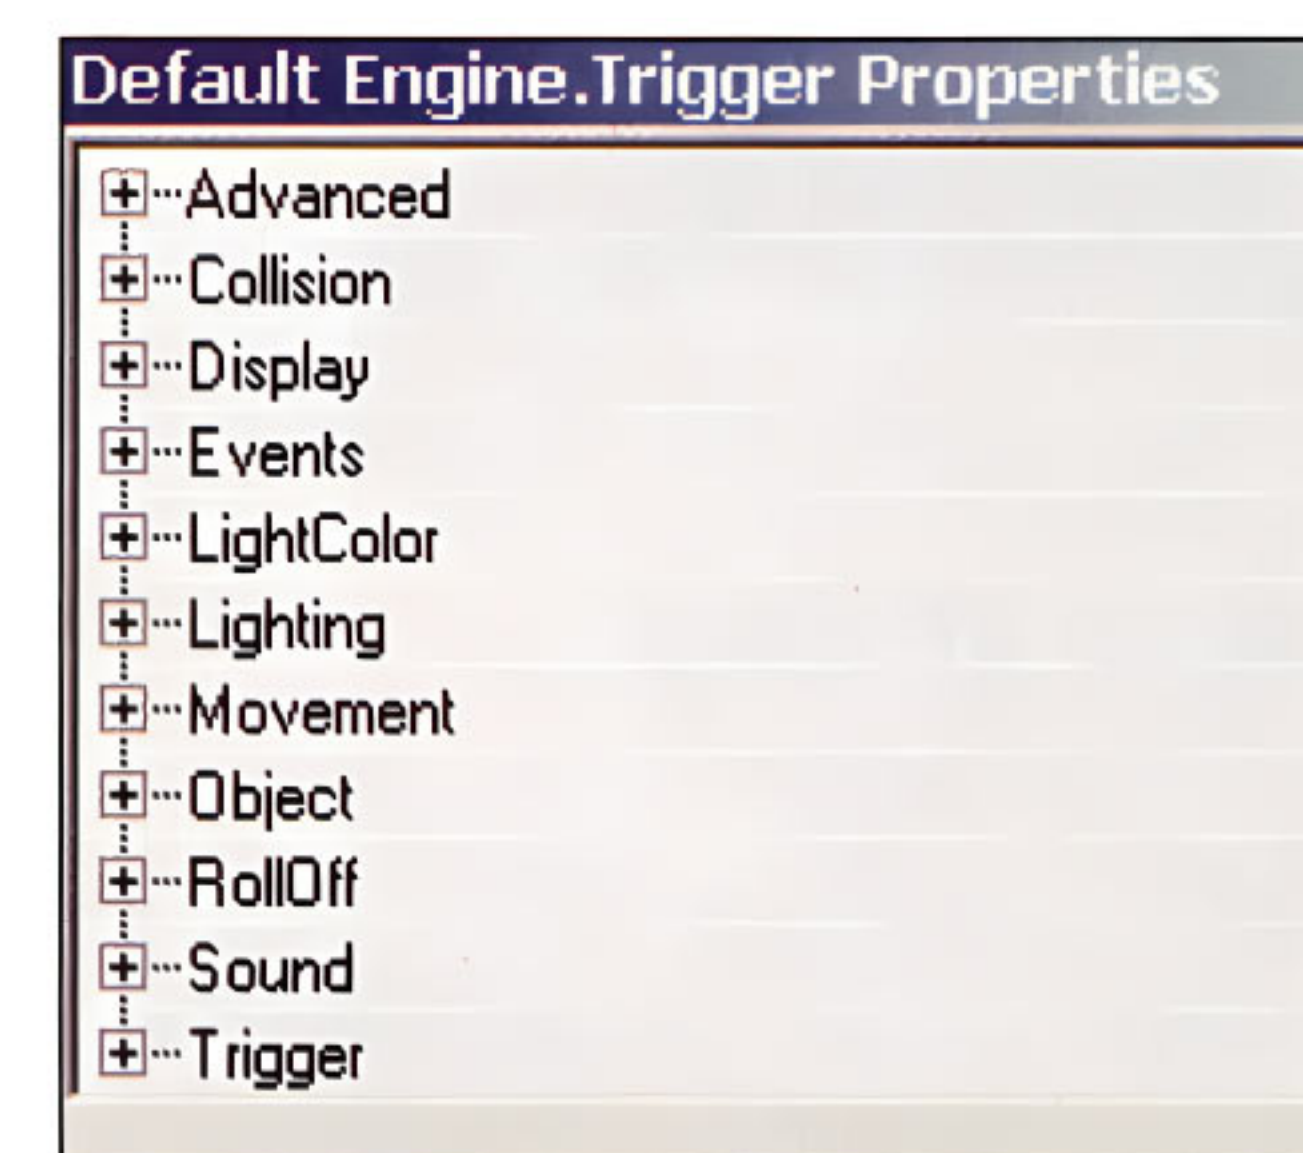 Default Engine.Trigger Properties
Advanced
Collision
Display
Events
LightColor
Lighting
Movement
Object
RollOff
Sound
Trigger